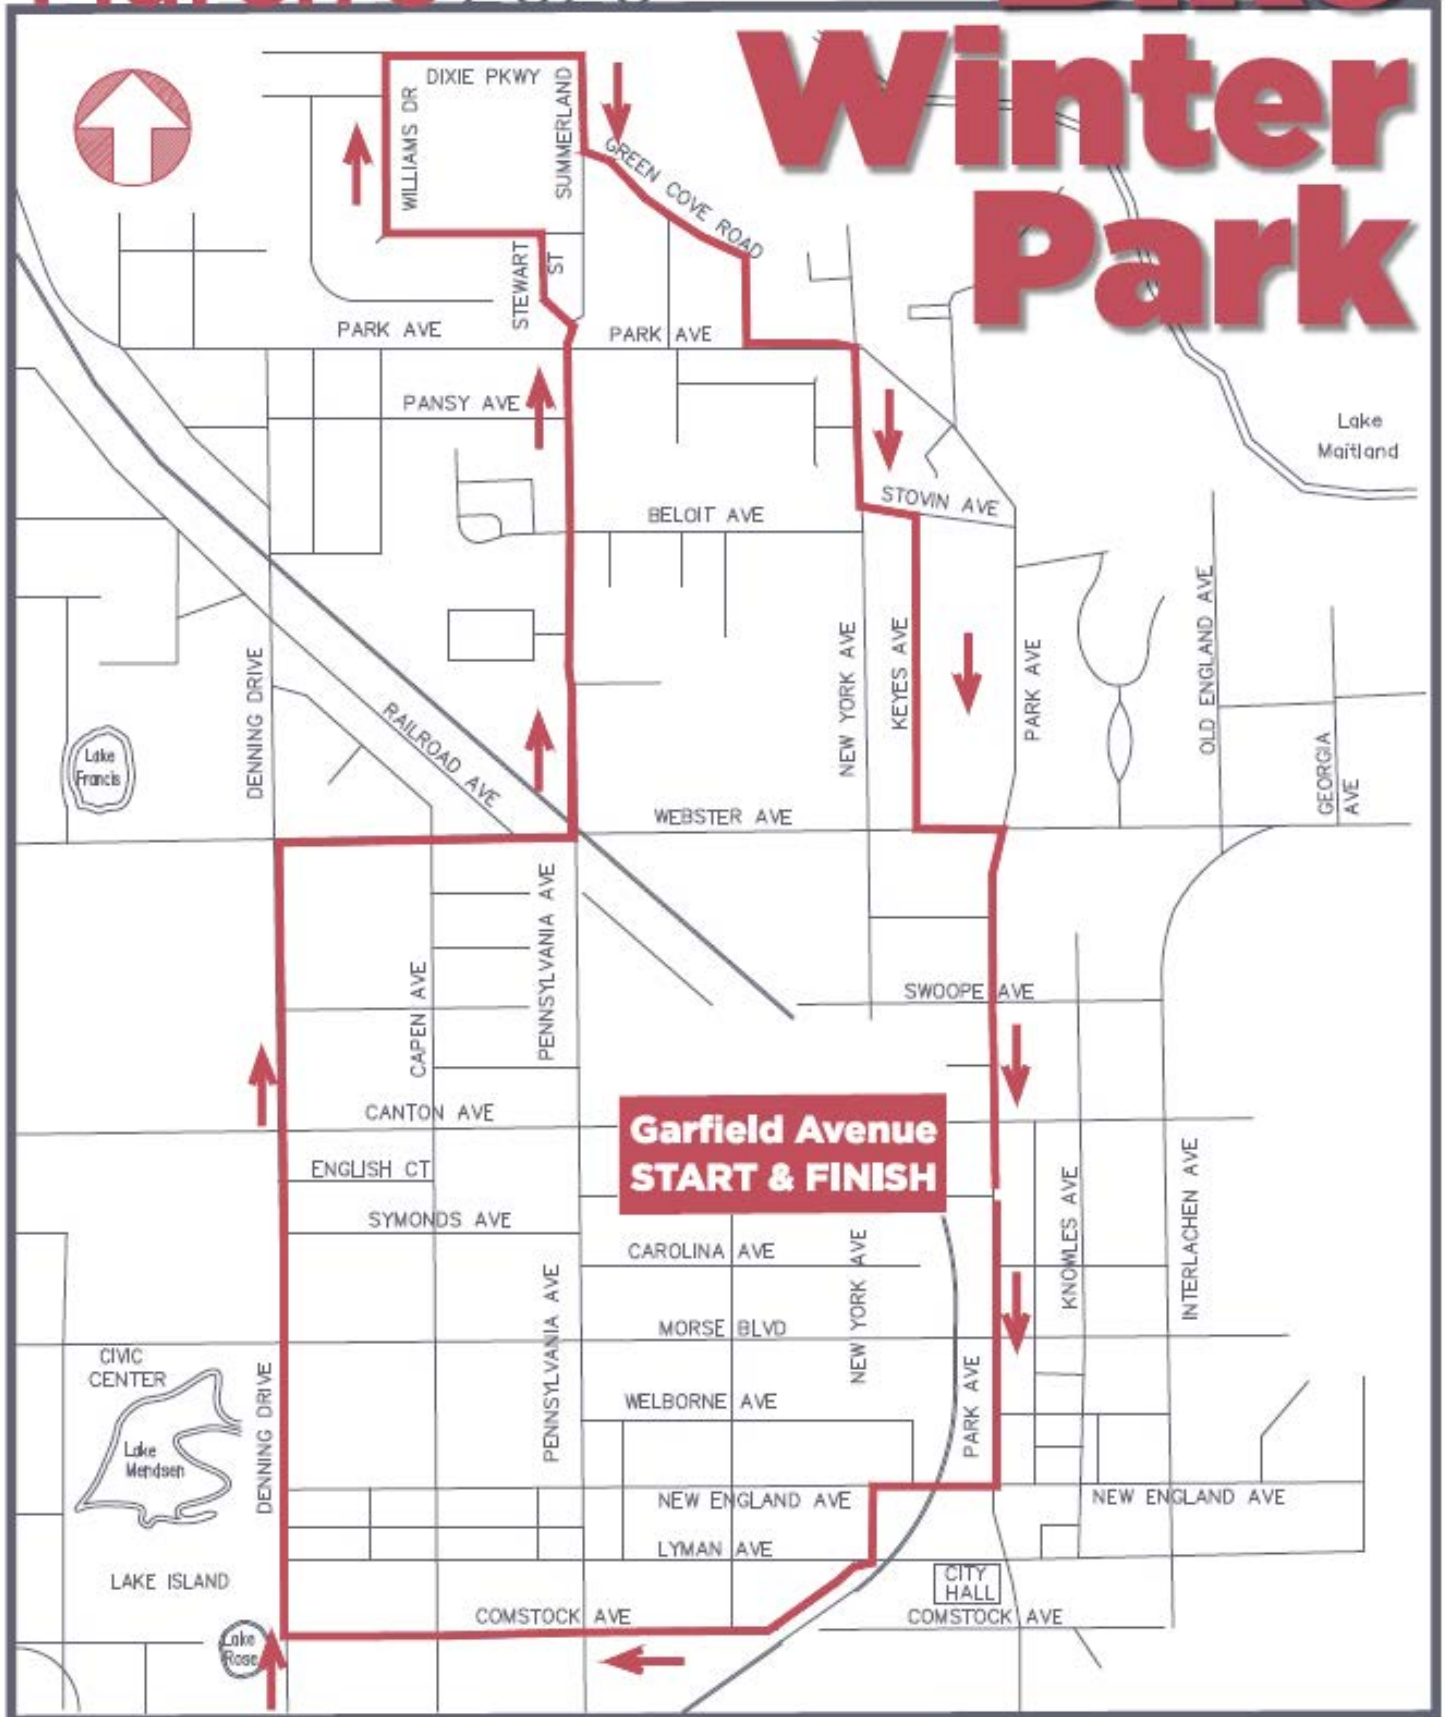 Winter
Park
DIXIE PKWY
WILLIAMS DR
SUMMERLAND
GREEN COVE ROAD
STEWART
ST
PARK AVE
PARK AVE
PANSY AVE
Lake
Maitland
STOVIN AVE
BELOIT AVE
DENNING DRIVE
RAILROAD AVE
NEW YORK AVE
KEYES AVE
PARK AVE
OLD ENGLAND AVE
GEORGIA
AVE
Lake
Francis
WEBSTER AVE
CAPEN AVE
PENNSYLVANIA AVE
SWOOPE AVE
CANTON AVE
Garfield Avenue
START & FINISH
ENGLISH CT
SYMONDS AVE
KNOWLES AVE
INTERLACHEN AVE
CAROLINA AVE
NEW YORK AVE
MORSE BLVD
CIVIC
CENTER
PENNSYLVANIA AVE
DENNING DRIVE
WELBORNE AVE
PARK AVE
Lake
Mendsen
NEW ENGLAND AVE
NEW ENGLAND AVE
LYMAN AVE
LAKE ISLAND
CITY
HALL
COMSTOCK AVE
COMSTOCK AVE
Lake
Rose